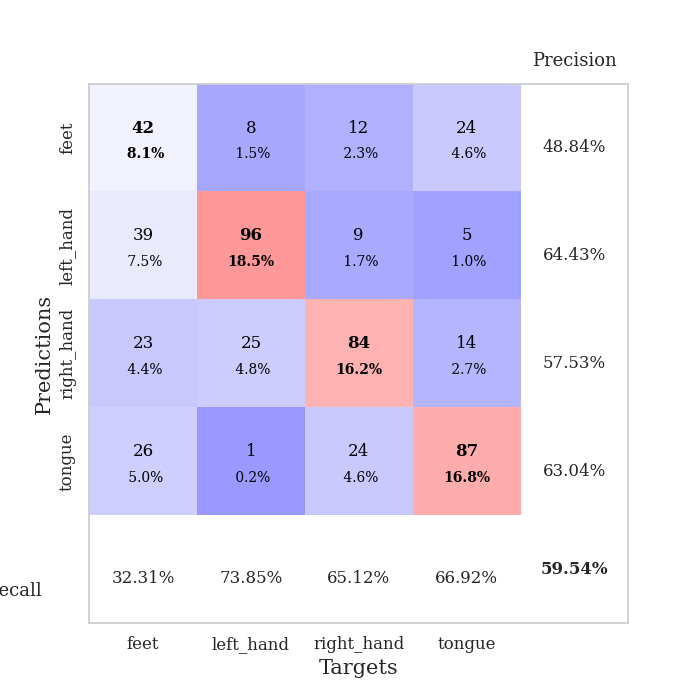 Precision
feet
42 8 12 24
8.1% 1.5% 2.3% 4.6%
48.84%
left_hand
39 96 9 5
7.5% 18.5% 1.7% 1.0%
64.43%
Predictions
right_hand
23 25 84 14
4.4% 4.8% 16.2% 2.7%
57.53%
tongue
26 1 24 87
5.0% 0.2% 4.6% 16.8%
63.04%
ecall
32.31% 73.85% 65.12% 66.92% 59.54%
feet left_hand right_hand tongue
Targets